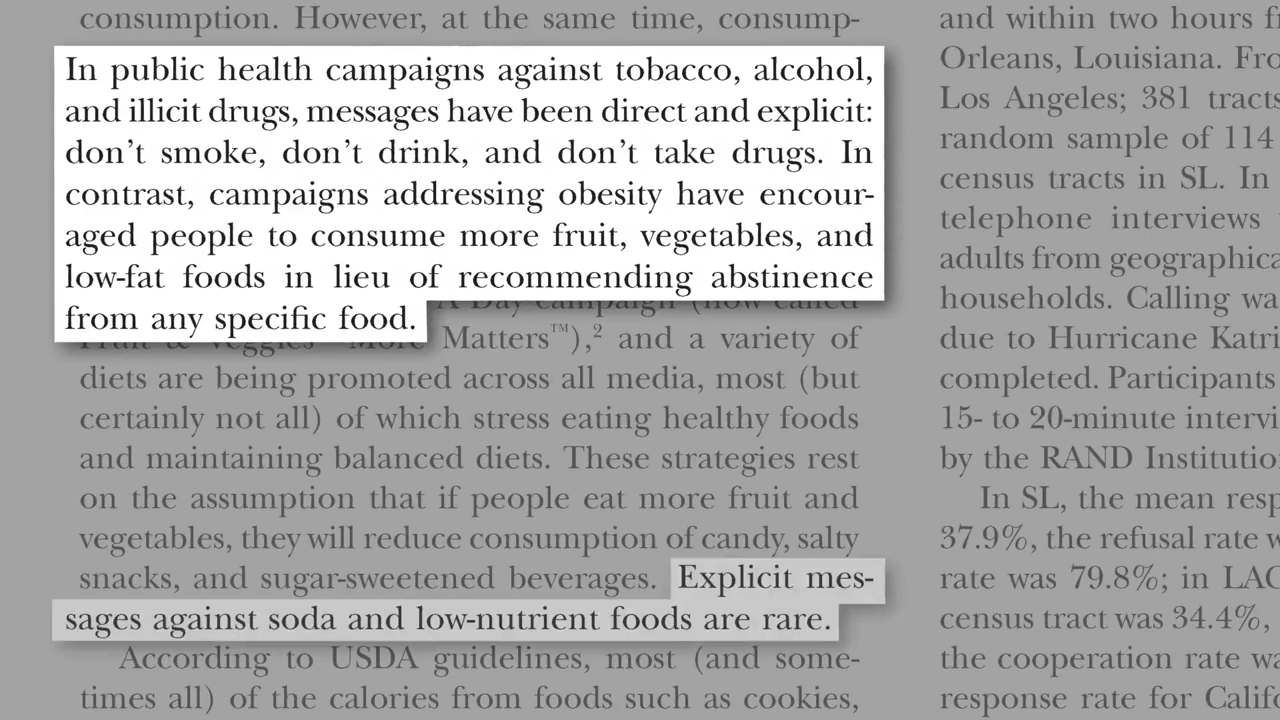 consumption. However, at the same time, consump-
In public health campaigns against tobacco, alcohol,
and illicit drugs, messages have been direct and explicit:
don't smoke, don't drink, and don't take drugs. In
contrast, campaigns addressing obesity have encour-
aged people to consume more fruit, vegetables, and
low-fat foods in lieu of recommending abstinence
from any specific food.
A Day campaign (now called
Fruit & Veggies More Matters™),² and a variety of
diets are being promoted across all media, most (but
certainly not all) of which stress eating healthy foods
and maintaining balanced diets. These strategies rest
on the assumption that if people eat more fruit and
vegetables, they will reduce consumption of candy, salty
snacks, and sugar-sweetened beverages. Explicit mes-
sages against soda and low-nutrient foods are rare.
According to USDA guidelines, most (and some-
times all) of the calories from foods such as cookies,
and within two hours
Orleans, Louisiana.
Los Angeles; 381 tracts
random sample of 114
census tracts in SL. In
telephone interviews
adults from
households. Calling
due to Hurricane
completed. Participants
15- to 20-minute
by the RAND
In SL, the mean
37.9%, the refusal rate
rate was 79.8%; in
census tract was 34.4%,
the cooperation rate
response rate for